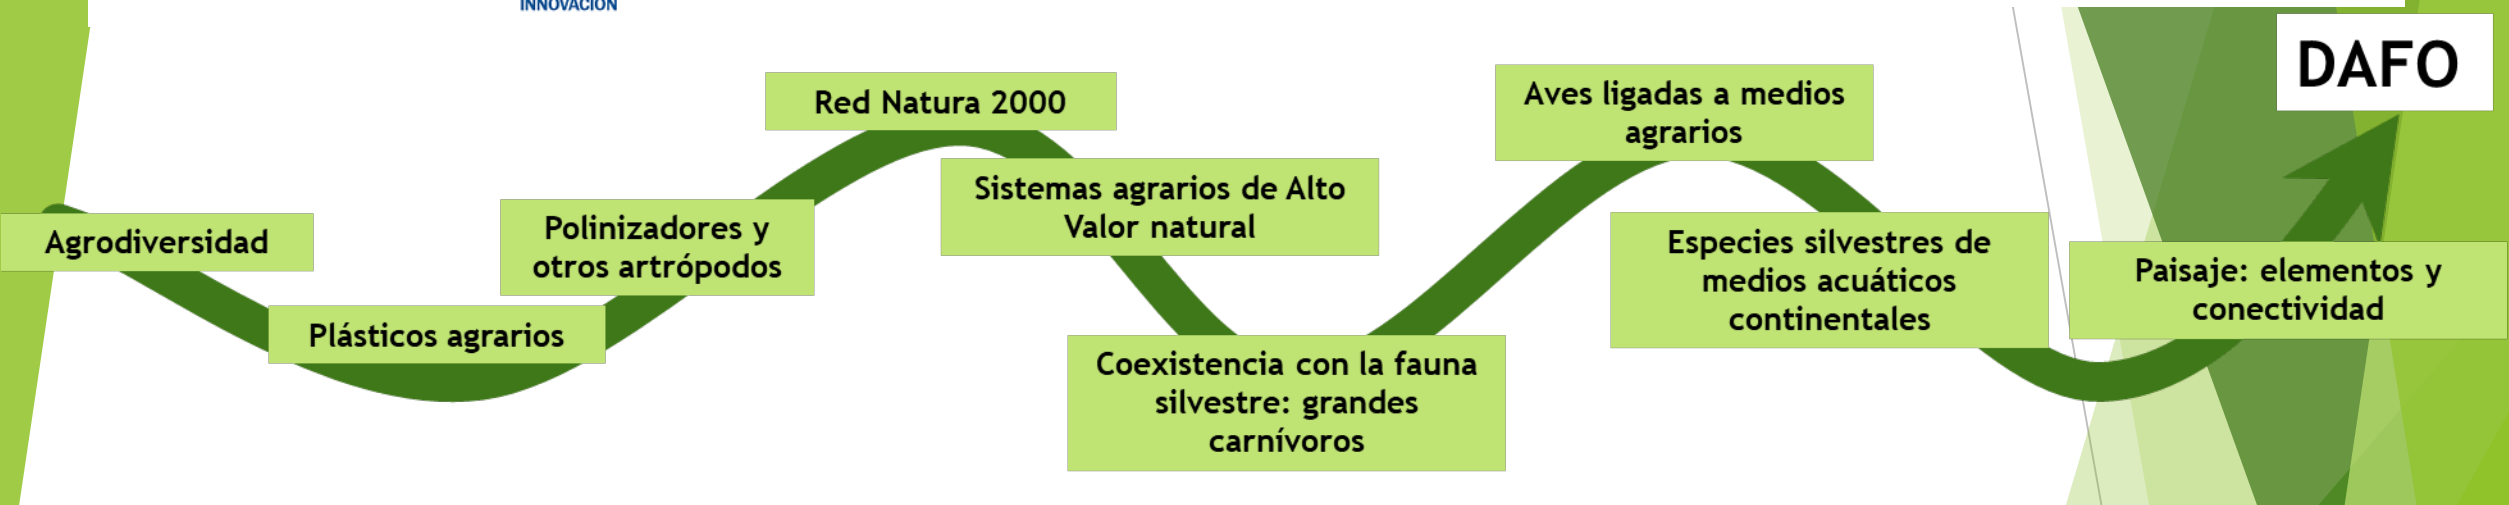 INNOVACIÓN
DAFO
Agrodiversidad
Plásticos agrarios
Polinizadores y
otros artrópodos
Red Natura 2000
Sistemas agrarios de Alto
Valor natural
Coexistencia con la fauna
silvestre: grandes
carnívoros
Aves ligadas a medios
agrarios
Especies silvestres de
medios acuáticos
continentales
Paisaje: elementos y
conectividad